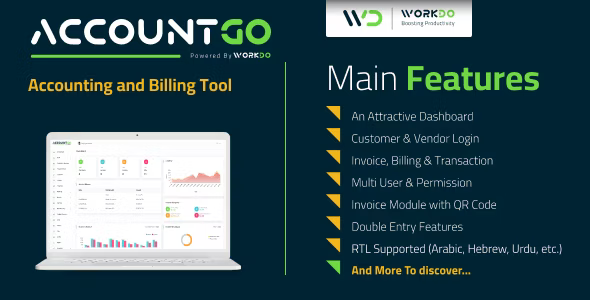 ACCOUNTGO
Powered By WORKDO
Accounting and Billing Tool
WD WORKDO
Boosting Productivity
Main Features
An Attractive Dashboard
Customer & Vendor Login
Invoice, Billing & Transaction
Multi User & Permission
Invoice Module with QR Code
Double Entry Features
RTL Supported (Arabic, Hebrew, Urdu, etc.)
And More To discover...